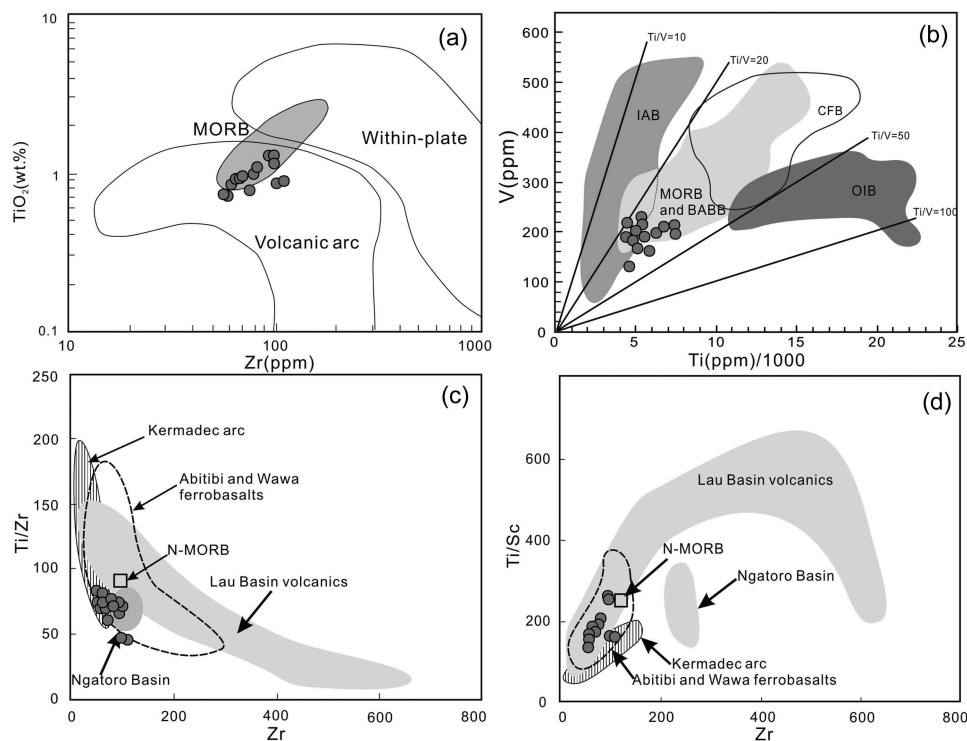 (a)
10
MORB
Within-plate
TiO2(wt.%)
1
Volcanic arc
0.1
10
100
1000
Zr(ppm)
(b)
600
Ti/V=10
Ti/V=20
500
IAB
CFB
400
Ti/V=50
V(ppm)
300
MORB
and BABB
OIB
200
Ti/V=100
100
0
0
5
10
15
20
25
Ti(ppm)/1000
(c)
250
200
Kermadec arc
Abitibi and Wawa
ferrobasalts
150
Ti/Zr
N-MORB
100
Lau Basin volcanics
50
Ngatoro Basin
0
0
200
400
600
800
Zr
(d)
600
Lau Basin volcanics
Ti/Sc
400
N-MORB
Ngatoro Basin
200
Kermadec arc
Abitibi and Wawa ferrobasalts
0
0
200
400
600
800
Zr